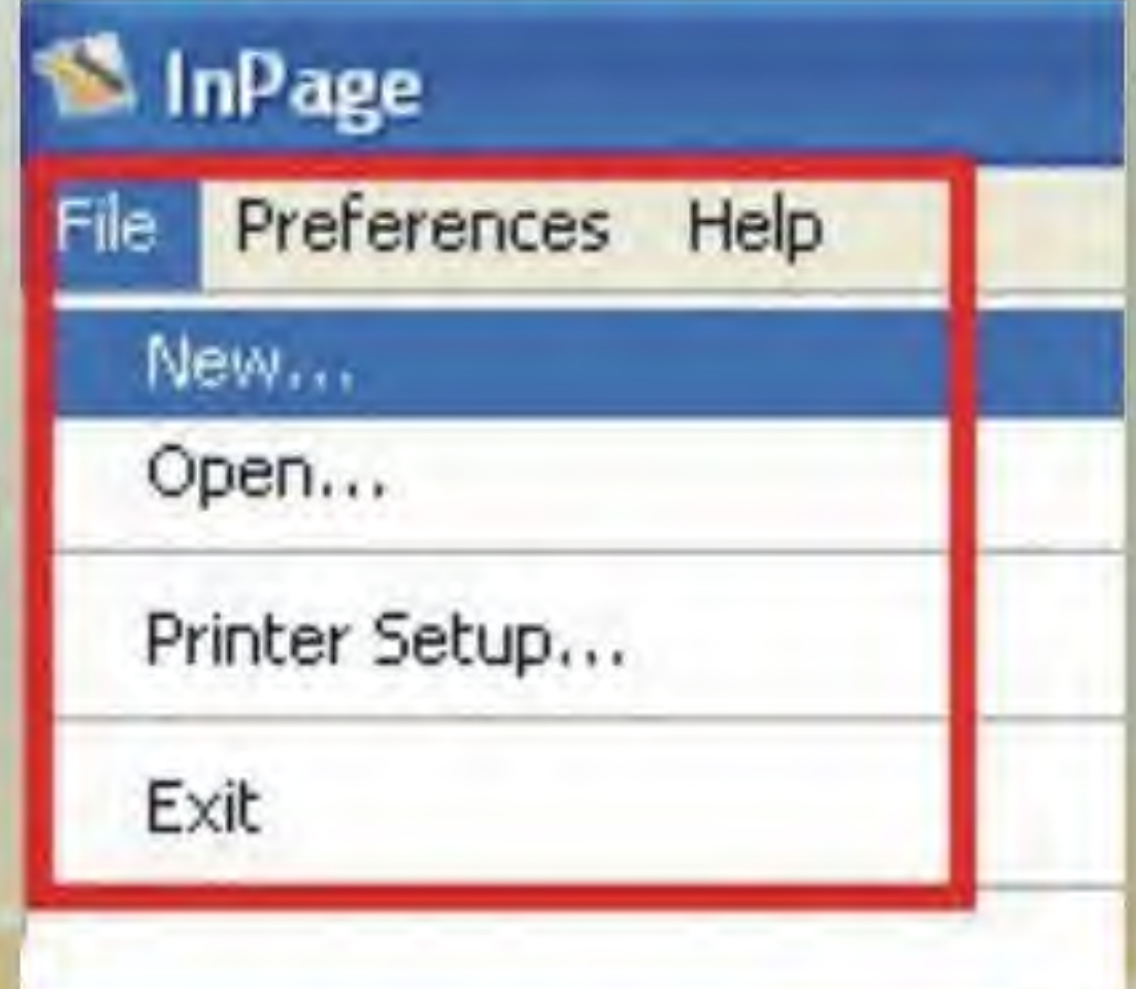 InPage
File Preferences Help
New...
Open...
Printer Setup...
Exit